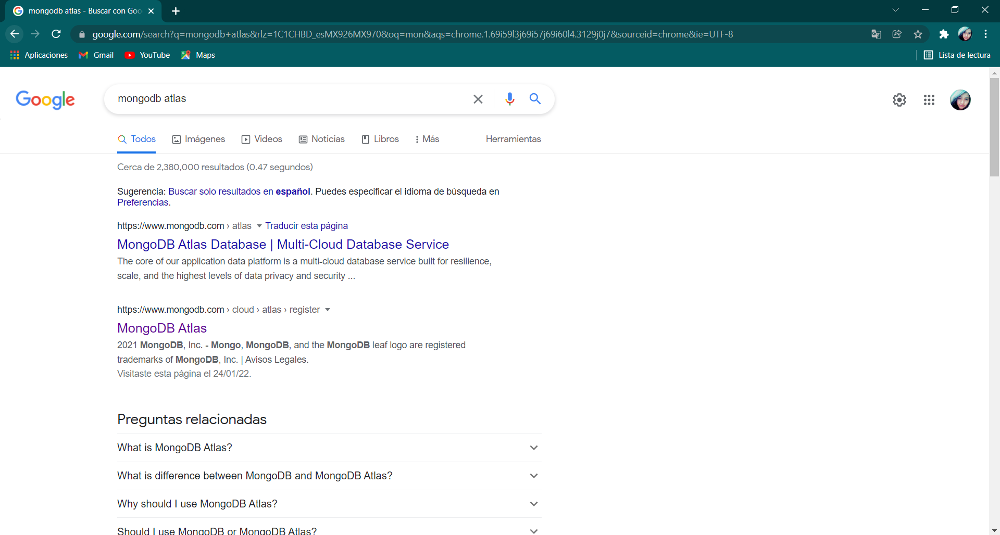 mongodb atlas - Buscar con Goo
google.com/search?q=mongodb+atlas&rlz=1C1CHBD_esMX926MX970&oq=mon&aqs=chrome.1.69i59l3j69i57j69i60l4.3129j0j7&sourceid=chrome&ie=UTF-8
Aplicaciones Gmail YouTube Maps Lista de lectura
Google mongodb atlas
Todos Imágenes Videos Noticias Libros Más Herramientas
Cerca de 2,380,000 resultados (0.47 segundos)
Sugerencia: Buscar solo resultados en español. Puedes especificar el idioma de búsqueda en
Preferencias.
https://www.mongodb.com › atlas Traducir esta página
MongoDB Atlas Database | Multi-Cloud Database Service
The core of our application data platform is a multi-cloud database service built for resilience,
scale, and the highest levels of data privacy and security ...
https://www.mongodb.com › cloud › atlas › register
MongoDB Atlas
2021 MongoDB, Inc. - Mongo, MongoDB, and the MongoDB leaf logo are registered
trademarks of MongoDB, Inc. | Avisos Legales.
Visitaste esta página el 24/01/22.
Preguntas relacionadas
What is MongoDB Atlas?
What is difference between MongoDB and MongoDB Atlas?
Why should I use MongoDB Atlas?
Should I use MongoDB or MongoDB Atlas?